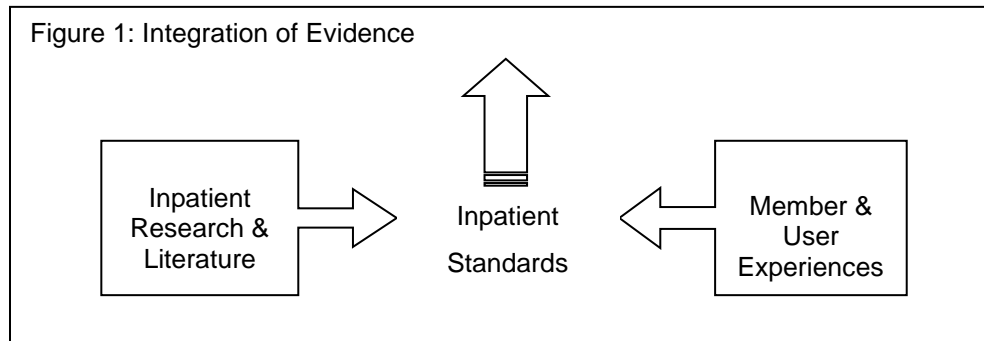 Figure 1: Integration of Evidence
Inpatient
Research &
Literature
Inpatient
Standards
Member &
User
Experiences